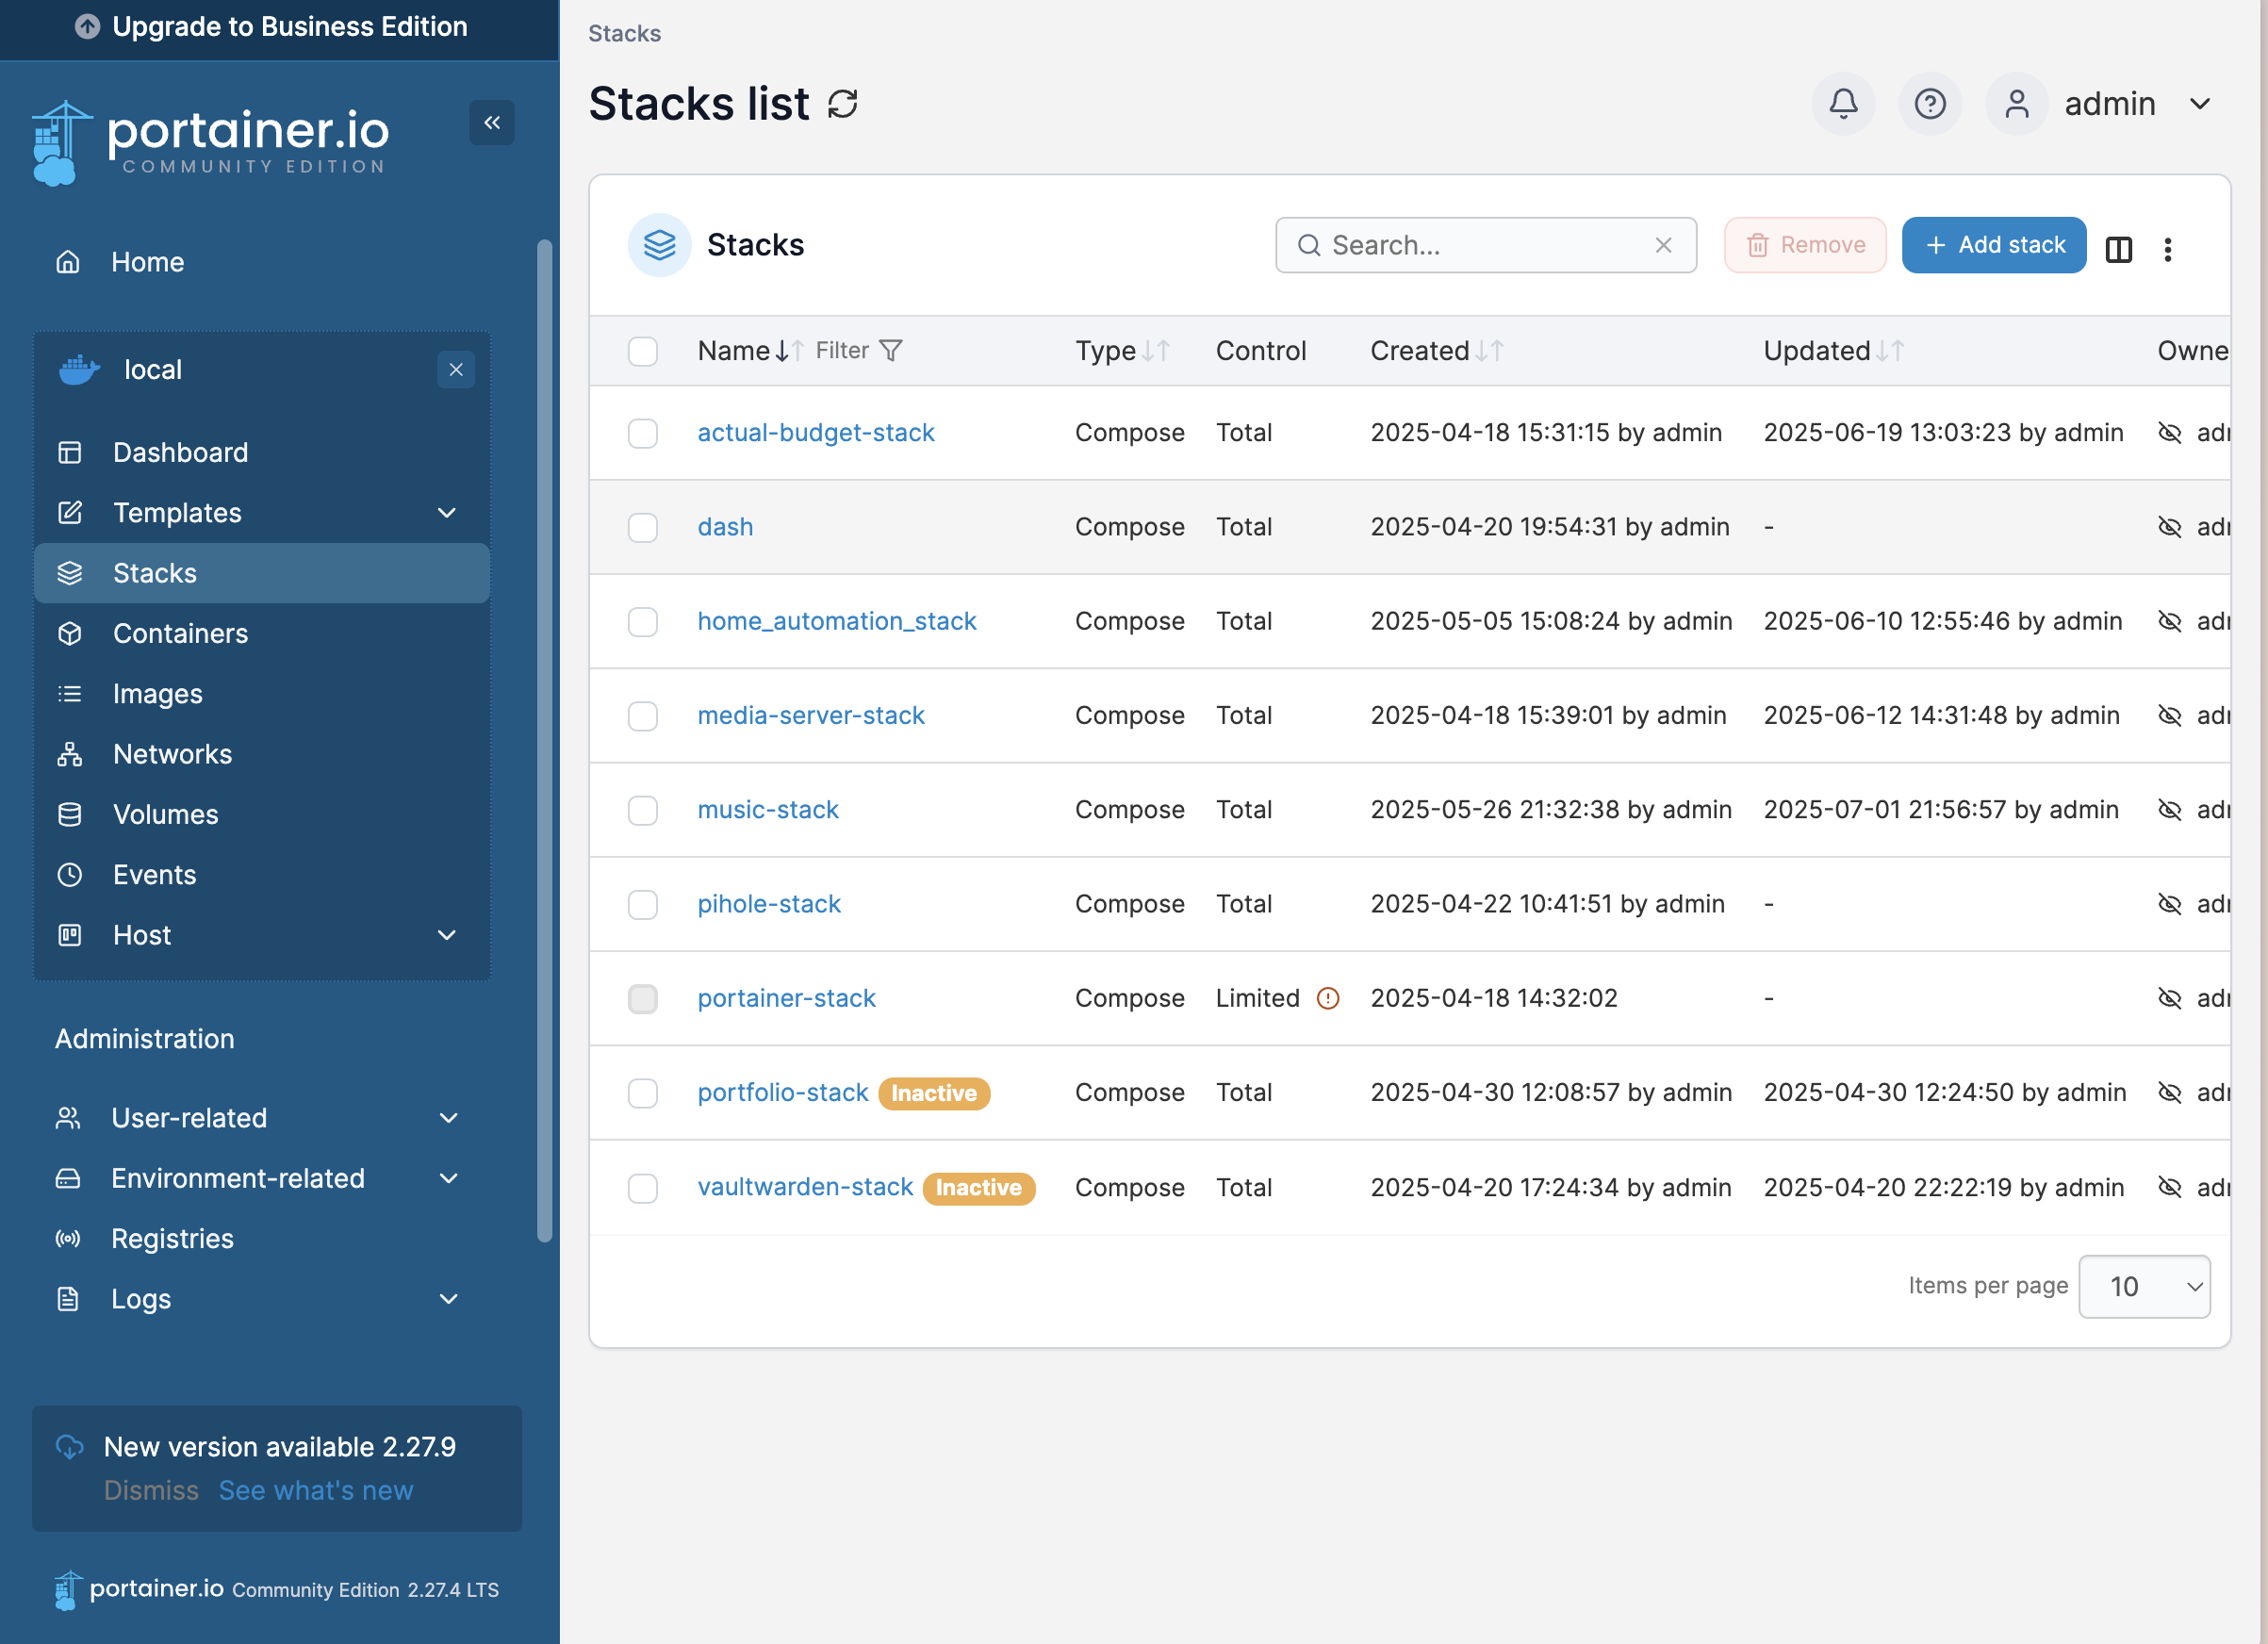 Upgrade to Business Edition
portainer.io
COMMUNITY EDITION
Home
local
Dashboard
Templates
Stacks
Containers
Images
Networks
Volumes
Events
Host
Administration
User-related
Environment-related
Registries
Logs
New version available 2.27.9
Dismiss See what's new
portainer.io Community Edition 2.27.4 LTS
Stacks
Stacks list
admin
Stacks
Search...
Remove
Add stack
Name Filter Type Control Created Updated Owne
actual-budget-stack Compose Total 2025-04-18 15:31:15 by admin 2025-06-19 13:03:23 by admin
dash Compose Total 2025-04-20 19:54:31 by admin -
home_automation_stack Compose Total 2025-05-05 15:08:24 by admin 2025-06-10 12:55:46 by admin
media-server-stack Compose Total 2025-04-18 15:39:01 by admin 2025-06-12 14:31:48 by admin
music-stack Compose Total 2025-05-26 21:32:38 by admin 2025-07-01 21:56:57 by admin
pihole-stack Compose Total 2025-04-22 10:41:51 by admin -
portainer-stack Compose Limited 2025-04-18 14:32:02 -
portfolio-stack Inactive Compose Total 2025-04-30 12:08:57 by admin 2025-04-30 12:24:50 by admin
vaultwarden-stack Inactive Compose Total 2025-04-20 17:24:34 by admin 2025-04-20 22:22:19 by admin
Items per page 10